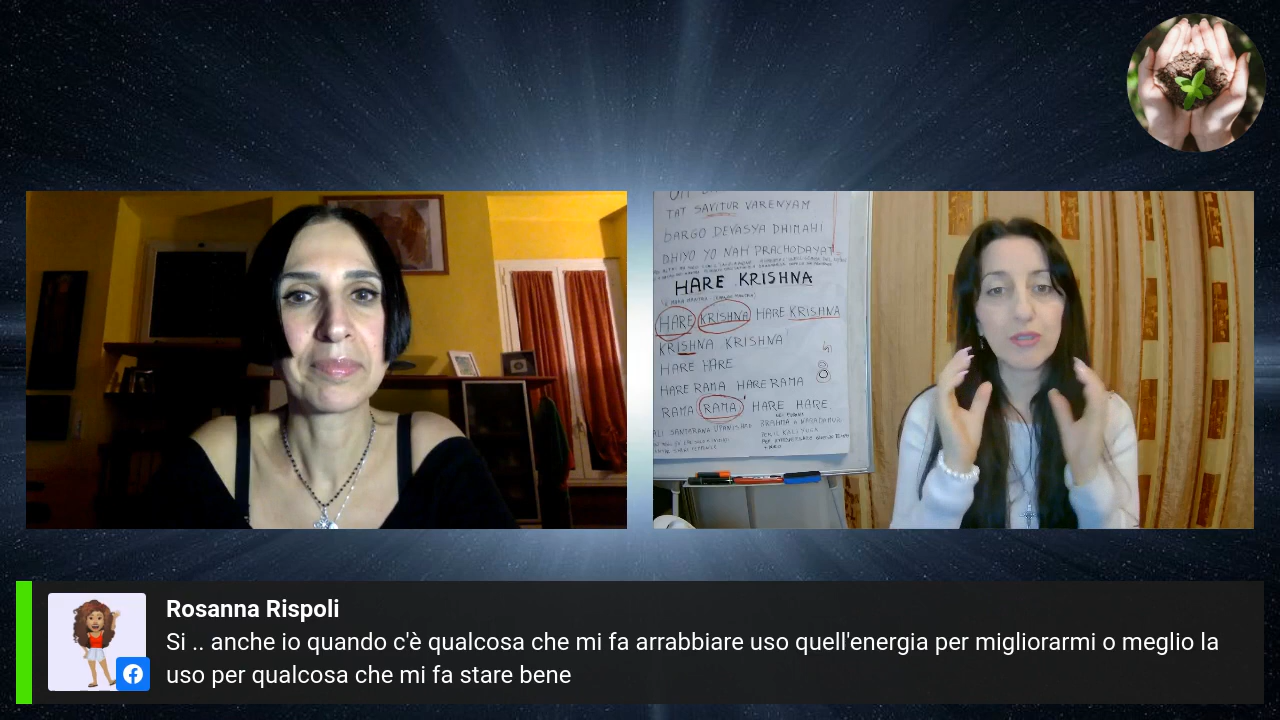 TAT SAVITUR VARENYAM
BARGO DEVASYA DHIMAHI
DHIYO YO NAH PRACHODAYAT
HARE KRISHNA
HARE KRISHNA HARE KRISHNA
KRISHNA KRISHNA
HARE HARE
HARE RAMA HARE RAMA
RAMA RAMA HARE HARE
Rosanna Rispoli
Si .. anche io quando c'è qualcosa che mi fa arrabbiare uso quell'energia per migliorarmi o meglio la
uso per qualcosa che mi fa stare bene